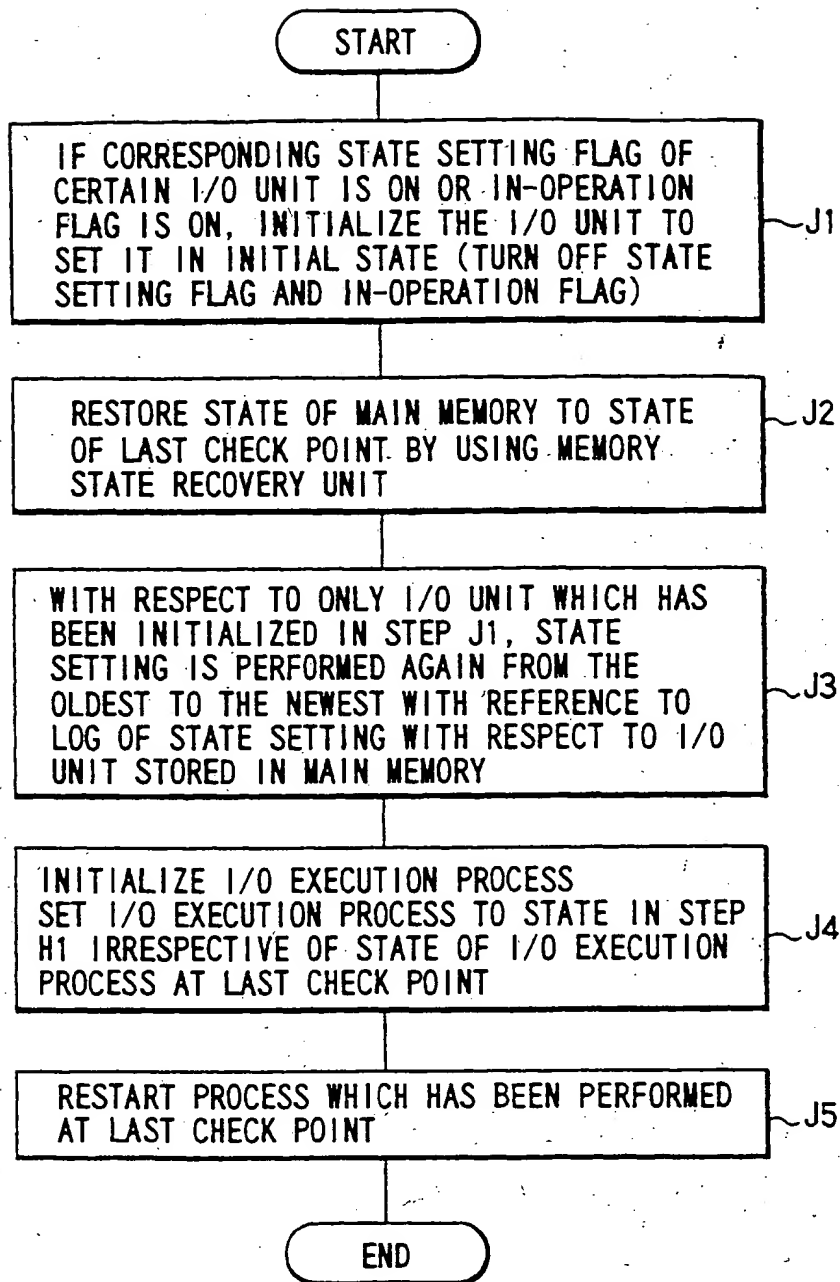 START
IF CORRESPONDING STATE SETTING FLAG OF
CERTAIN I/O UNIT IS ON OR IN-OPERATION
FLAG IS ON, INITIALIZE THE I/O UNIT TO
SET IT IN INITIAL STATE (TURN OFF STATE
SETTING FLAG AND IN-OPERATION FLAG)
J1
RESTORE STATE OF MAIN MEMORY TO STATE
OF LAST CHECK POINT BY USING MEMORY
STATE RECOVERY UNIT
J2
WITH RESPECT TO ONLY I/O UNIT WHICH HAS
BEEN INITIALIZED IN STEP J1, STATE
SETTING IS PERFORMED AGAIN FROM THE
OLDEST TO THE NEWEST WITH REFERENCE TO
LOG OF STATE SETTING WITH RESPECT TO I/O
UNIT STORED IN MAIN MEMORY
J3
INITIALIZE I/O EXECUTION PROCESS
SET I/O EXECUTION PROCESS TO STATE IN STEP
H1 IRRESPECTIVE OF STATE OF I/O EXECUTION
PROCESS AT LAST CHECK POINT
J4
RESTART PROCESS WHICH HAS BEEN PERFORMED
AT LAST CHECK POINT
J5
END